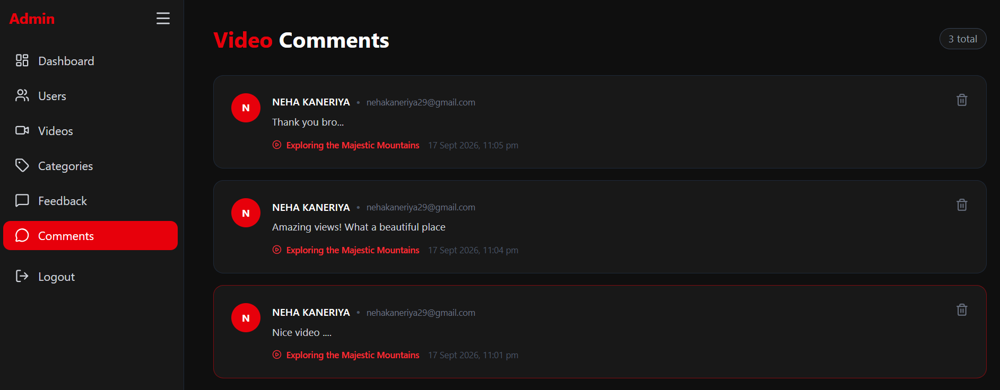 Admin
Dashboard
Users
Videos
Categories
Feedback
Comments
Logout
Video Comments
3 total
N
NEHA KANERIYA • nehakaneriya29@gmail.com
Thank you bro...
Exploring the Majestic Mountains 17 Sept 2026, 11:05 pm
N
NEHA KANERIYA • nehakaneriya29@gmail.com
Amazing views! What a beautiful place
Exploring the Majestic Mountains 17 Sept 2026, 11:04 pm
N
NEHA KANERIYA • nehakaneriya29@gmail.com
Nice video ....
Exploring the Majestic Mountains 17 Sept 2026, 11:01 pm